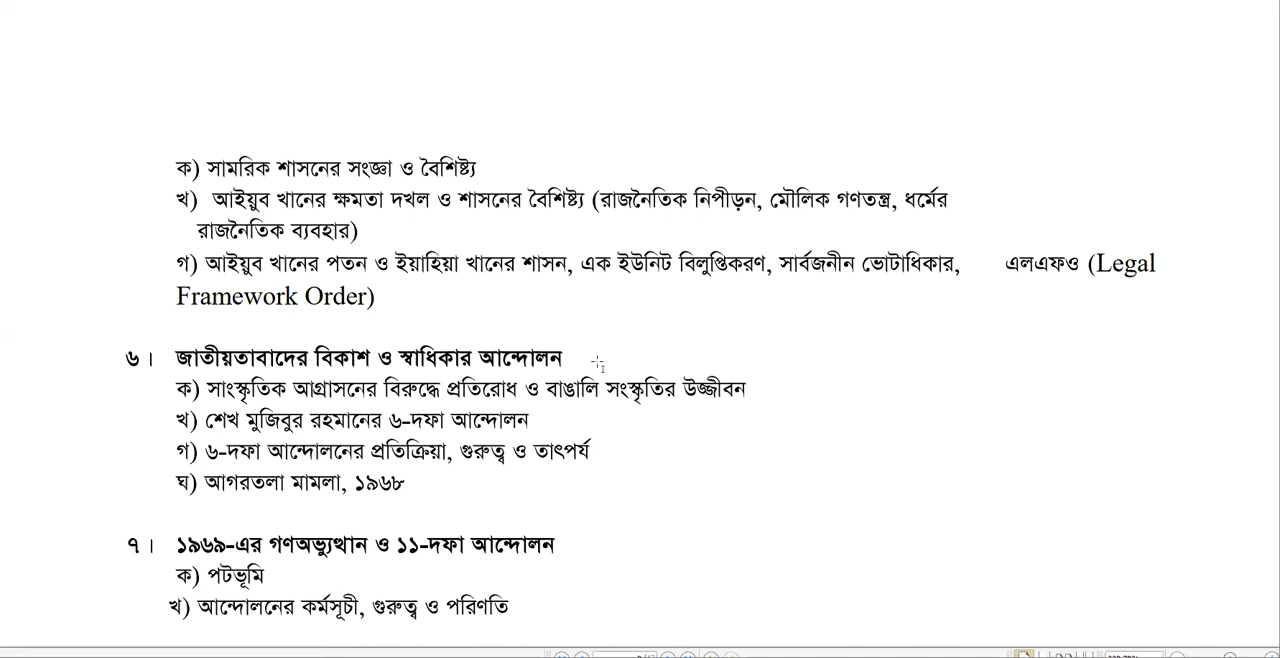 ক) সামরিক শাসনের সংজ্ঞা ও বৈশিষ্ট্য
খ) আইয়ুব খানের ক্ষমতা দখল ও শাসনের বৈশিষ্ট্য (রাজনৈতিক নিপীড়ন, মৌলিক গণতন্ত্র, ধর্মের
রাজনৈতিক ব্যবহার)
গ) আইয়ুব খানের পতন ও ইয়াহিয়া খানের শাসন, এক ইউনিট বিলুপ্তিকরণ, সার্বজনীন ভোটাধিকার, এলএফও (Legal
Framework Order)
৬। জাতীয়তাবাদের বিকাশ ও স্বাধিকার আন্দোলন
ক) সাংস্কৃতিক আগ্রাসনের বিরুদ্ধে প্রতিরোধ ও বাঙালি সংস্কৃতির উজ্জীবন
খ) শেখ মুজিবুর রহমানের ৬-দফা আন্দোলন
গ) ৬-দফা আন্দোলনের প্রতিক্রিয়া, গুরুত্ব ও তাৎপর্য
ঘ) আগরতলা মামলা, ১৯৬৮
৭। ১৯৬৯-এর গণঅভ্যুত্থান ও ১১-দফা আন্দোলন
ক) পটভূমি
খ) আন্দোলনের কর্মসূচী, গুরুত্ব ও পরিণতি